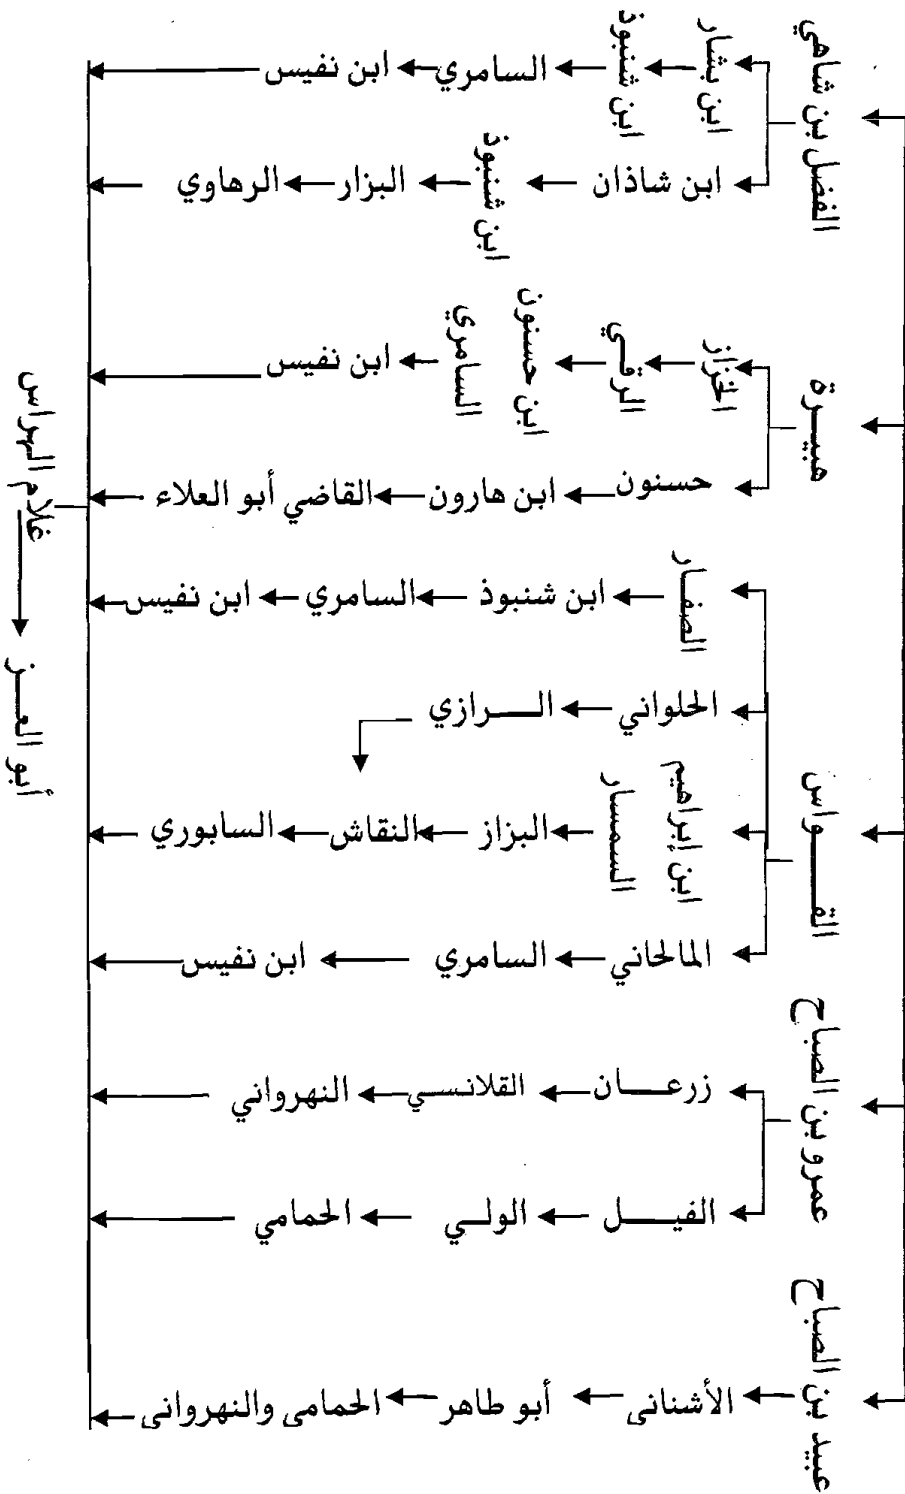 الفضل بن شاهي
ابن بشار
ابن شنبوذ
السامري
ابن نفيس
ابن شاذان
ابن شنبوذ
البزار
الرهاوي
هبيرة
الخزاز
الرقي
ابن حسنون
السامري
ابن نفيس
حسنون
ابن هارون
القاضي أبو العلاء
القواس
الصفار
ابن شنبوذ
السامري
ابن نفيس
الحلواني
الرازي
ابن إبراهيم
السمسار
البزاز
النقاش
السابوري
المالحاني
السامري
ابن نفيس
عمرو بن الصباح
زرعان
القلانسي
النهرواني
الفيل
الولي
الحمامي
عبيد بن الصباح
الأشناني
أبو طاهر
الحمامي والنهرواني
غلام الهراس
أبو العز